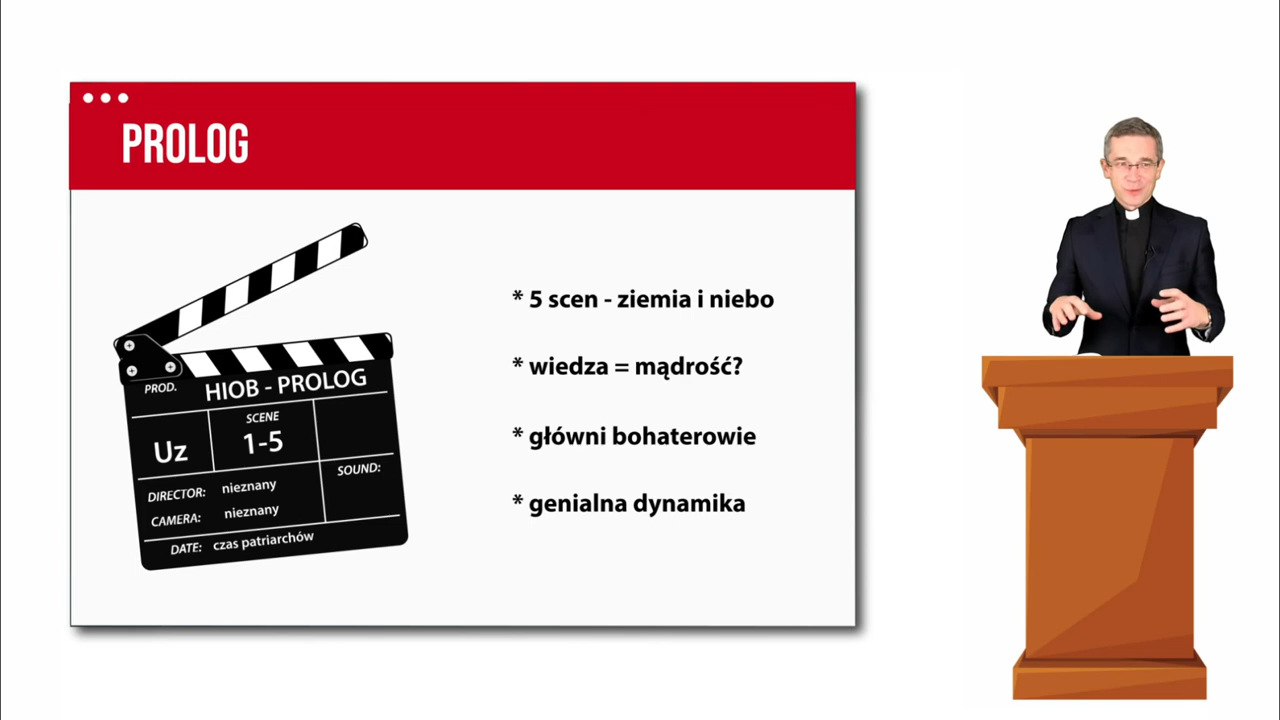 PROLOG
* 5 scen - ziemia i niebo
* wiedza = mądrość?
* główni bohaterowie
* genialna dynamika
PROD. HIOB - PROLOG
SCENE
Uz 1-5
SOUND:
DIRECTOR: nieznany
CAMERA: nieznany
DATE: czas patriarchów